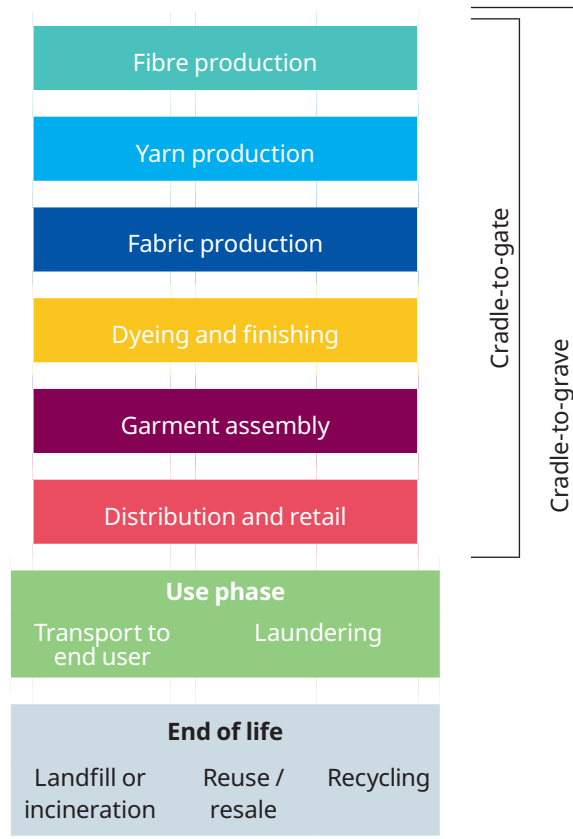 Fibre production
Yarn production
Fabric production
Dyeing and finishing
Garment assembly
Distribution and retail
Cradle-to-gate
Cradle-to-grave
Use phase
Transport to
end user
Laundering
End of life
Landfill or
incineration
Reuse /
resale
Recycling